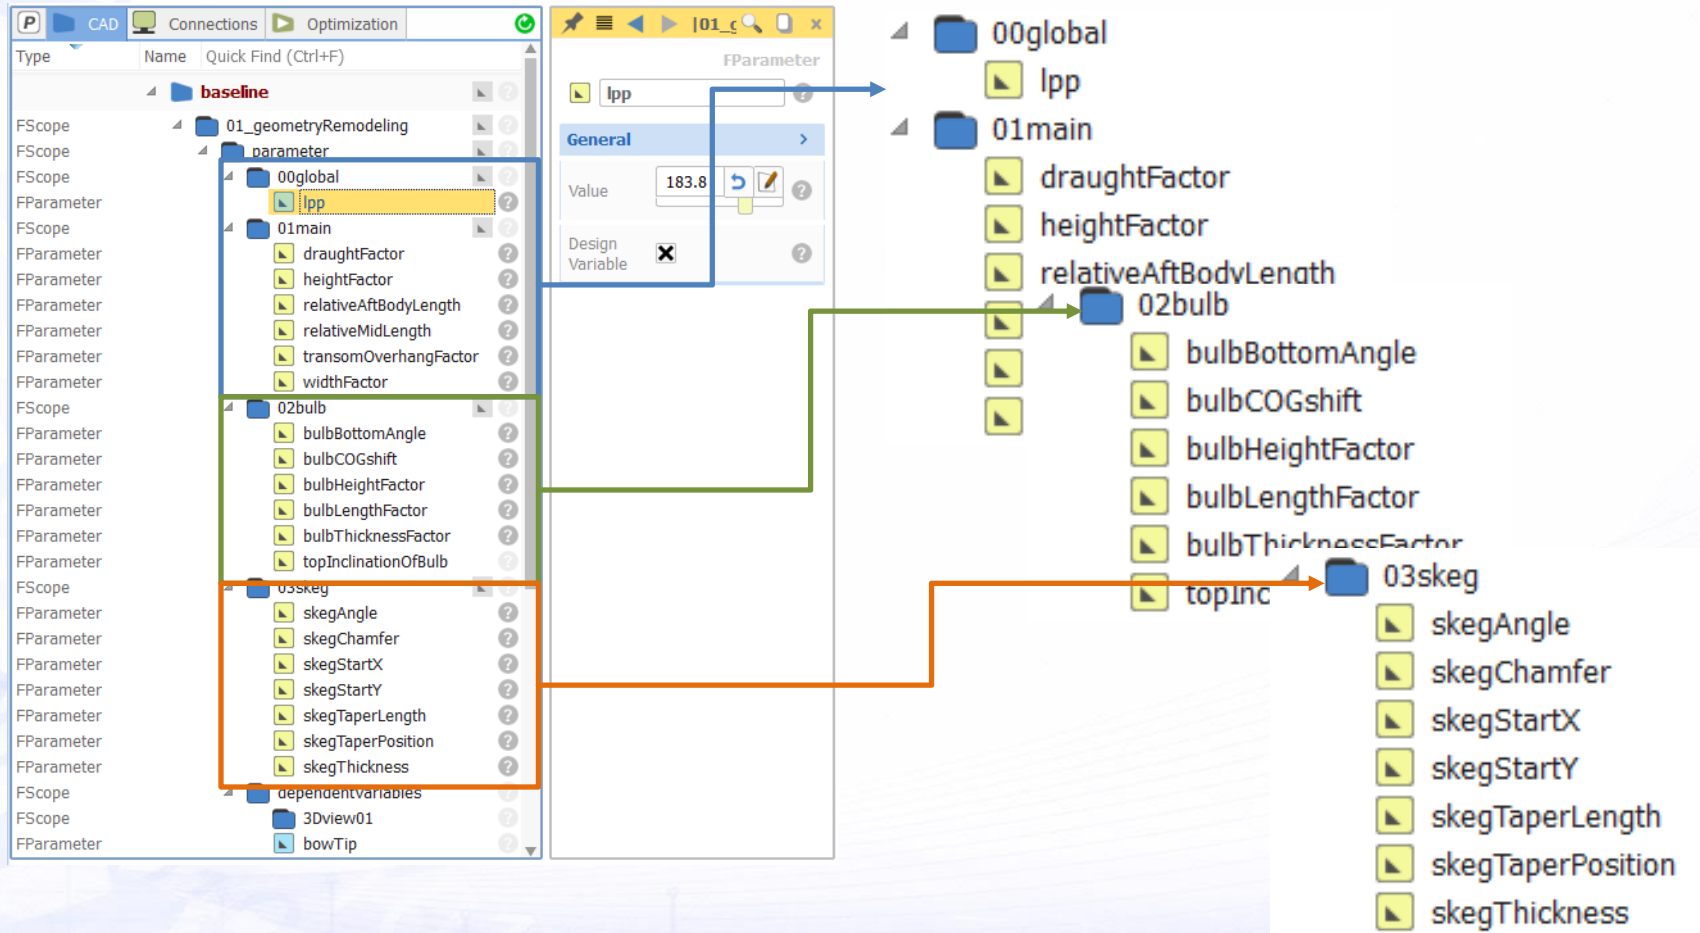 P CAD Connections Optimization
Type Name Quick Find (Ctrl+F)
baseline
FScope 01_geometryRemodeling
FScope parameter
FScope 00global
FParameter lpp
FScope 01main
FParameter draughtFactor
FParameter heightFactor
FParameter relativeAftBodyLength
FParameter relativeMidLength
FParameter transomOverhangFactor
FParameter widthFactor
FScope 02bulb
FParameter bulbBottomAngle
FParameter bulbCOGshift
FParameter bulbHeightFactor
FParameter bulbLengthFactor
FParameter bulbThicknessFactor
FParameter topInclinationOfBulb
FScope 03skeg
FParameter skegAngle
FParameter skegChamfer
FParameter skegStartX
FParameter skegStartY
FParameter skegTaperLength
FParameter skegTaperPosition
FParameter skegThickness
FScope dependentVariables
FScope 3Dview01
FParameter bowTip
|01_g
FParameter
lpp
General
Value 183.8
Design
Variable
00global
lpp
01main
draughtFactor
heightFactor
relativeAftBodyLength
02bulb
bulbBottomAngle
bulbCOGshift
bulbHeightFactor
bulbLengthFactor
bulbThicknessFactor
topInc
03skeg
skegAngle
skegChamfer
skegStartX
skegStartY
skegTaperLength
skegTaperPosition
skegThickness